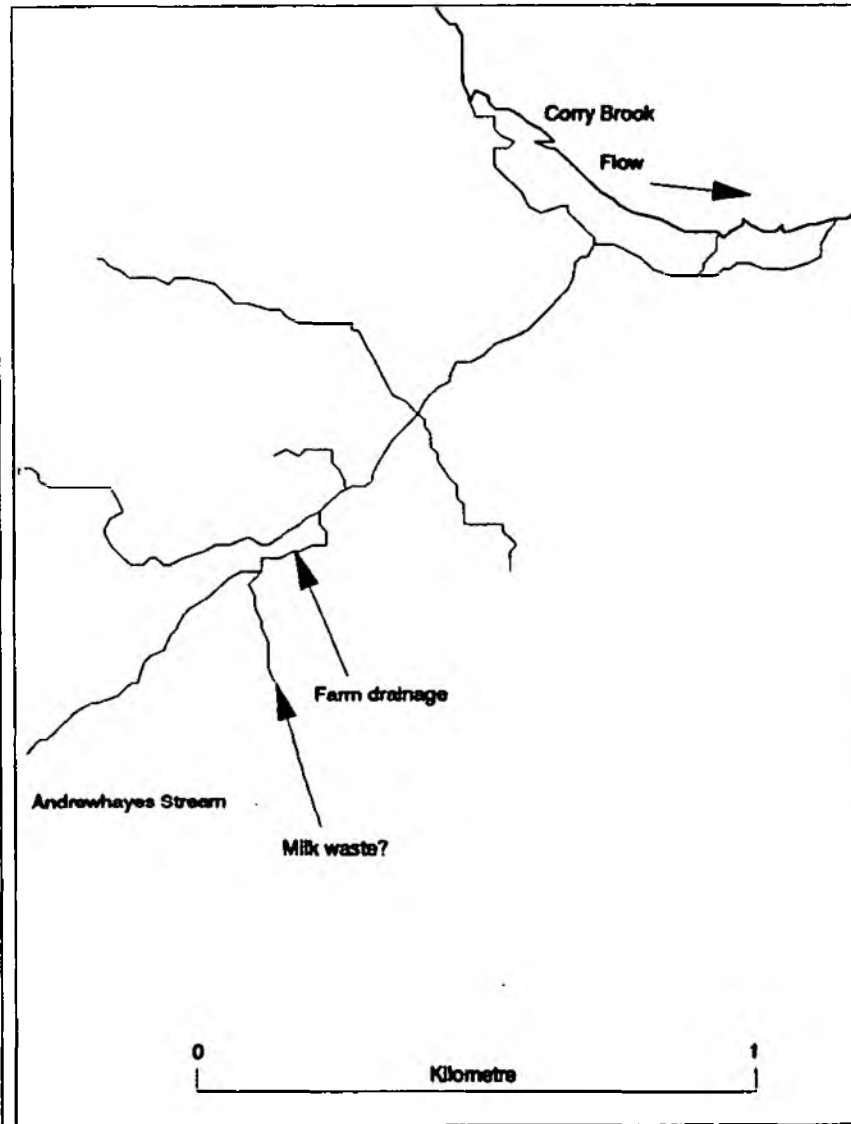 Corry Brook
Flow
Farm drainage
Andrewhayes Stream
Milk waste?
0 1
Kilometre